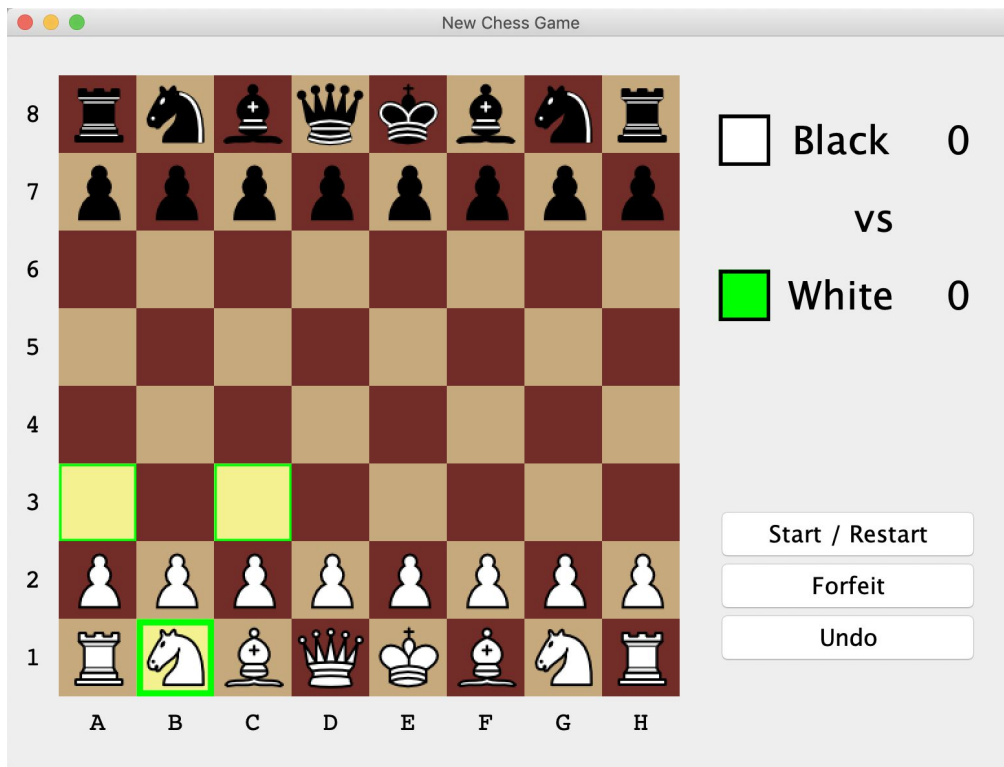 New Chess Game
8
Black 0
7
vs
6
White 0
5
4
3
Start / Restart
2
Forfeit
Undo
1
A B C D E F G H